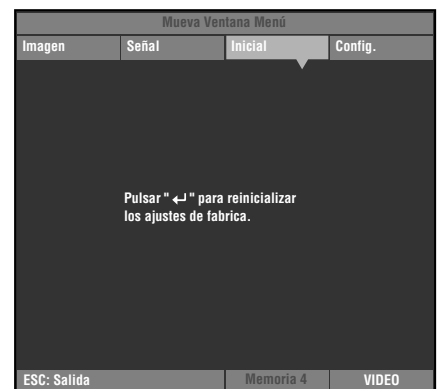 Mueva Ventana Menú
Imagen Señal Inicial Config.
Pulsar " ↵ " para reinicializar
los ajustes de fabrica.
ESC: Salida Memoria 4 VIDEO